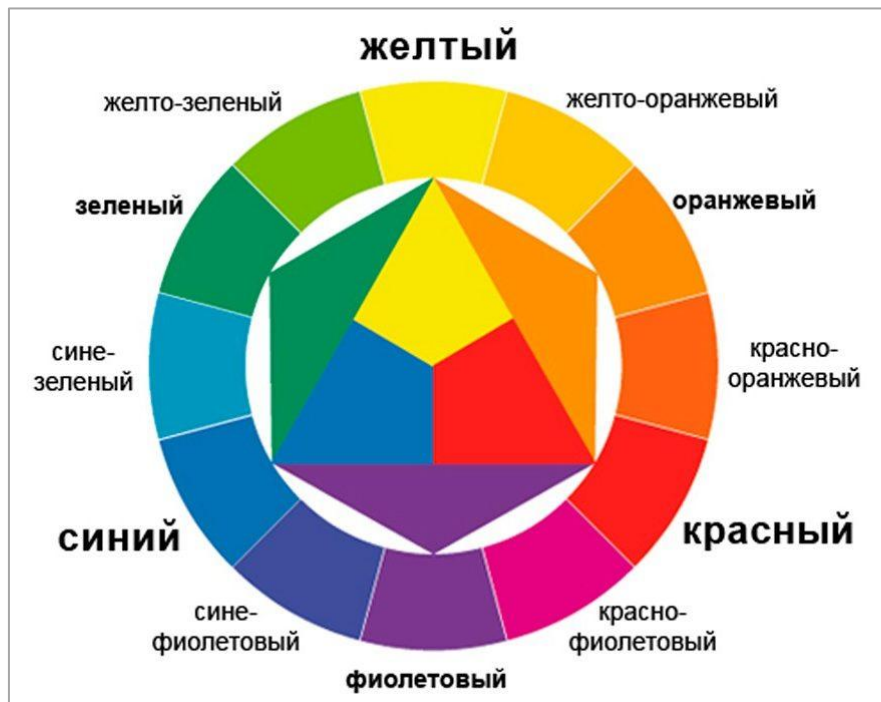 желтый
желто-зеленый
желто-оранжевый
зеленый
оранжевый
сине-
зеленый
красно-
оранжевый
синий
красный
сине-
фиолетовый
красно-
фиолетовый
фиолетовый